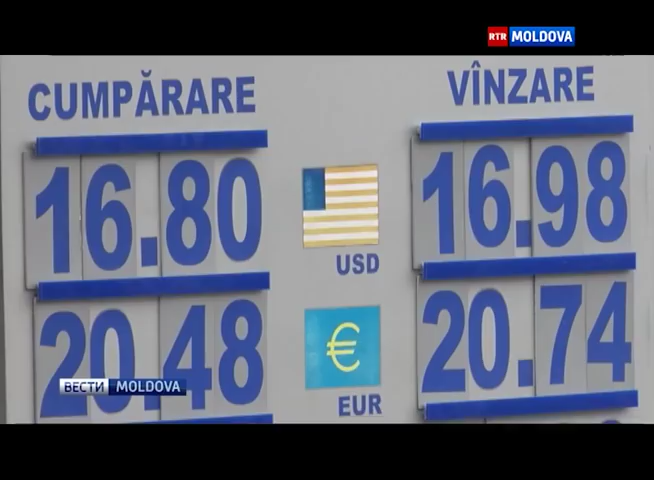 RTR MOLDOVA
CUMPĂRARE VÎNZARE
16.80 USD 16.98
20.48 € EUR 20.74
ВЕСТИ MOLDOVA